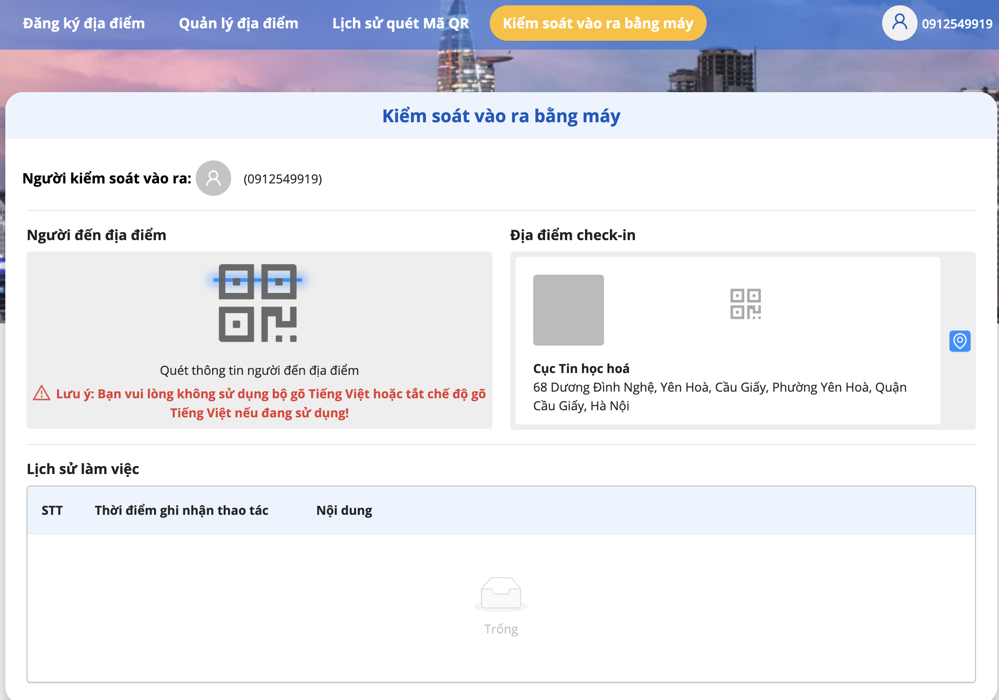 Đăng ký địa điểm
Quản lý địa điểm
Lịch sử quét Mã QR
Kiểm soát vào ra bằng máy
0912549919
Kiểm soát vào ra bằng máy
Người kiểm soát vào ra:
(0912549919)
Người đến địa điểm
Quét thông tin người đến địa điểm
Lưu ý: Bạn vui lòng không sử dụng bộ gõ Tiếng Việt hoặc tắt chế độ gõ
Tiếng Việt nếu đang sử dụng!
Địa điểm check-in
Cục Tin học hoá
68 Dương Đình Nghệ, Yên Hoà, Cầu Giấy, Phường Yên Hoà, Quận
Cầu Giấy, Hà Nội
Lịch sử làm việc
STT
Thời điểm ghi nhận thao tác
Nội dung
Trống